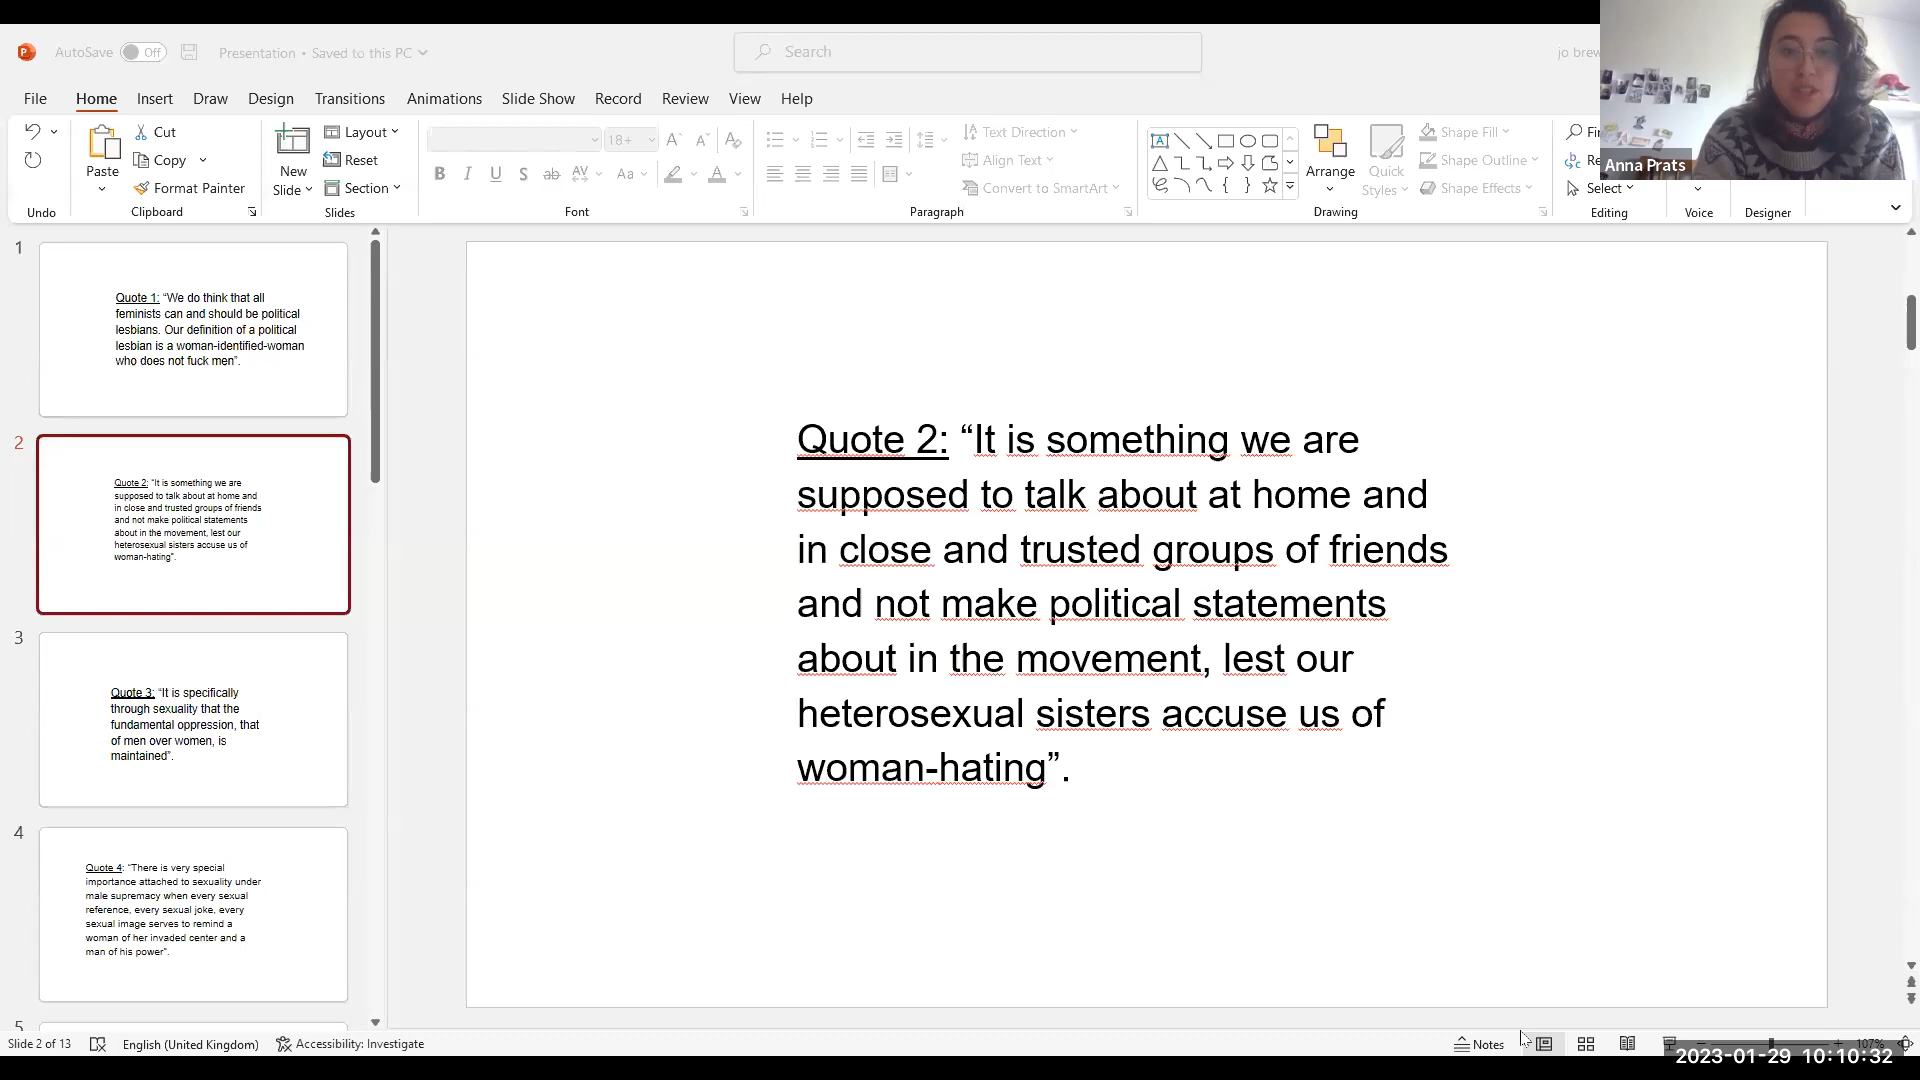 AutoSave Off Presentation • Saved to this PC Search jo brew
File Home Insert Draw Design Transitions Animations Slide Show Record Review View Help
Cut
Copy
Format Painter
Paste
Clipboard
Undo
New
Slide
Layout
Reset
Section
Slides
18+
B I U S ab AV Aa A
Font
Text Direction
Align Text
Convert to SmartArt
Paragraph
Arrange
Quick
Styles
Shape Fill
Shape Outline
Shape Effects
Drawing
Select
Editing
Voice
Designer
Anna Prats
1
Quote 1: “We do think that all
feminists can and should be political
lesbians. Our definition of a political
lesbian is a woman-identified-woman
who does not fuck men”.
2
Quote 2: “It is something we are
supposed to talk about at home and
in close and trusted groups of friends
and not make political statements
about in the movement, lest our
heterosexual sisters accuse us of
woman-hating”.
3
Quote 3: “It is specifically
through sexuality that the
fundamental oppression, that
of men over women, is
maintained”.
4
Quote 4: “There is very special
importance attached to sexuality under
male supremacy when every sexual
reference, every sexual joke, every
sexual image serves to remind a
woman of her invaded center and a
man of his power”.
5
Quote 2: “It is something we are
supposed to talk about at home and
in close and trusted groups of friends
and not make political statements
about in the movement, lest our
heterosexual sisters accuse us of
woman-hating”.
Slide 2 of 13 English (United Kingdom) Accessibility: Investigate Notes 107%
2023-01-29 10:10:32